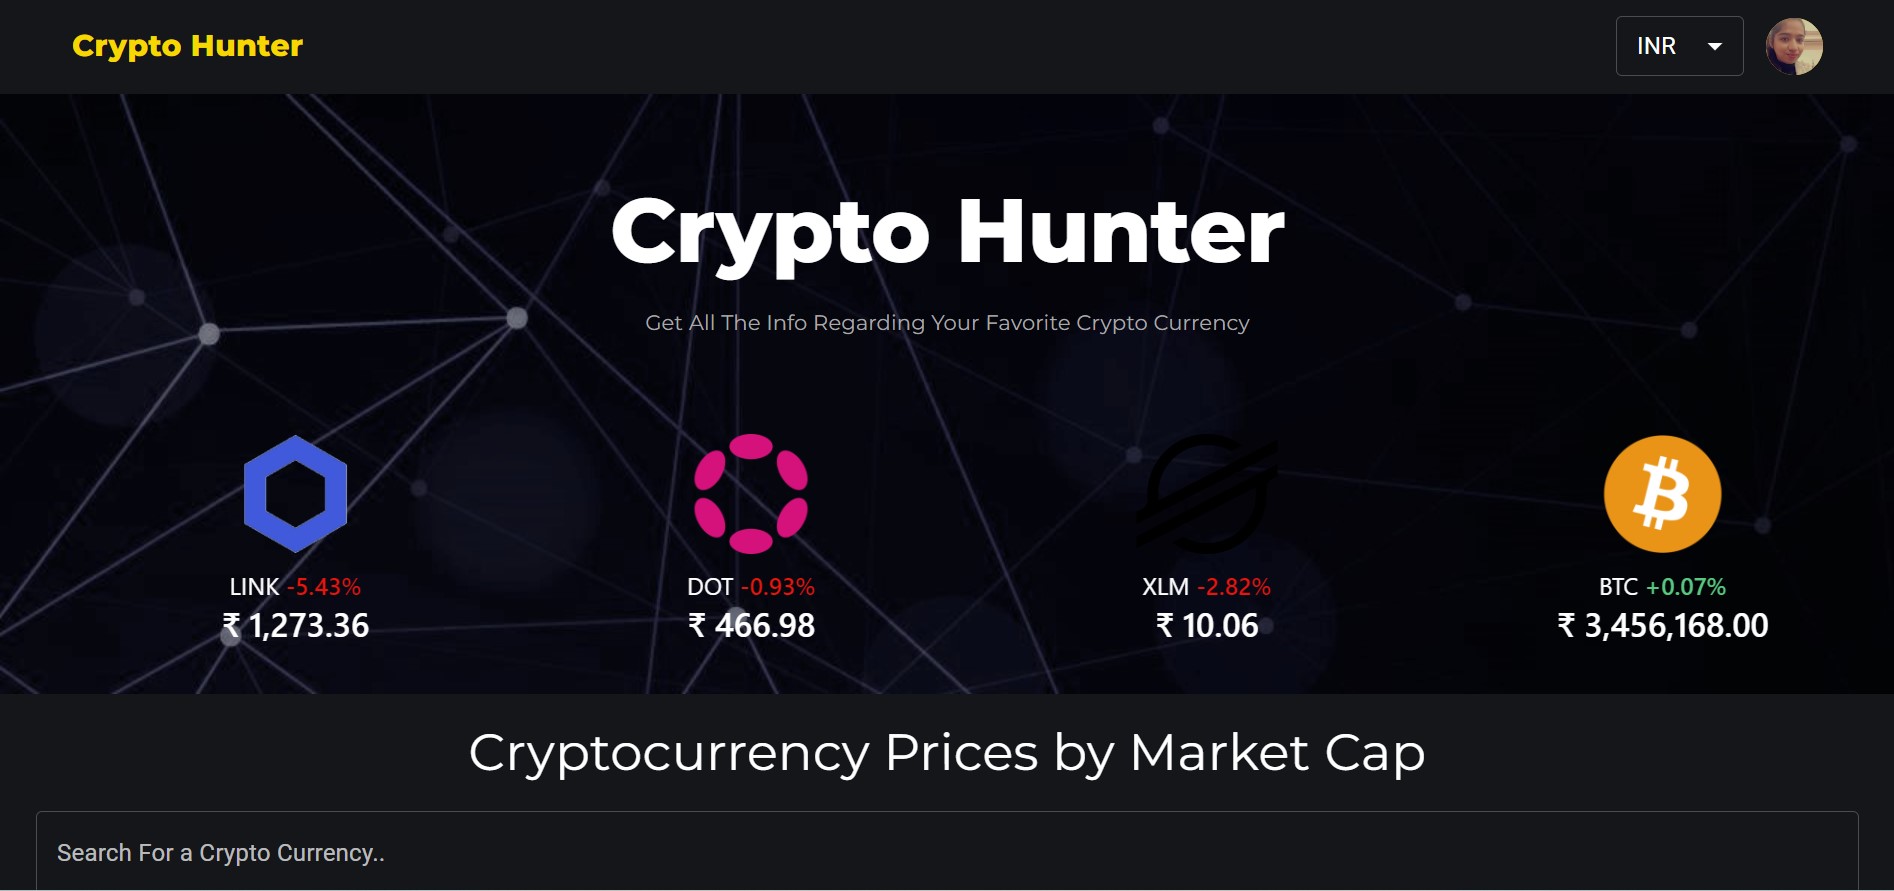 Crypto Hunter
INR
Crypto Hunter
Get All The Info Regarding Your Favorite Crypto Currency
LINK -5.43%
₹ 1,273.36
DOT -0.93%
₹ 466.98
XLM -2.82%
₹ 10.06
BTC +0.07%
₹ 3,456,168.00
Cryptocurrency Prices by Market Cap
Search For a Crypto Currency..